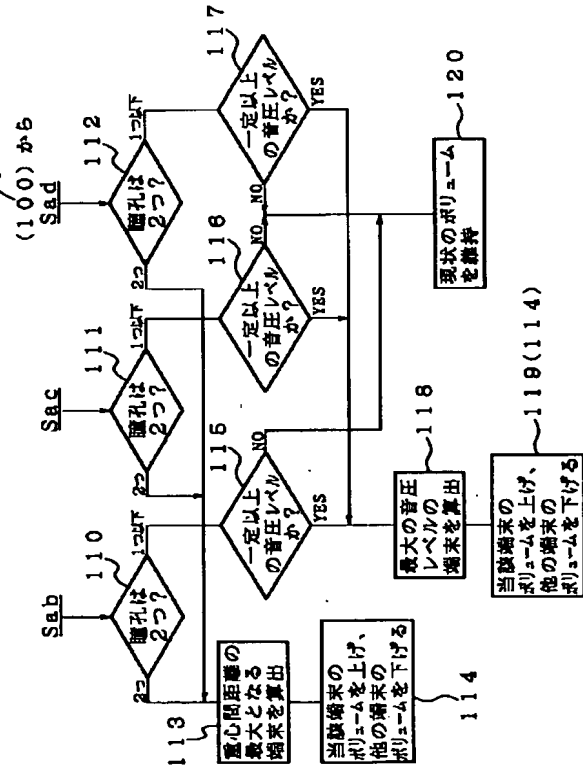 (100)から
Sab
Sac
Sad
110
瞳孔は
2つ?
2つ
1つ以下
111
瞳孔は
2つ?
2つ
1つ以下
112
瞳孔は
2つ?
2つ
1つ以下
115
一定以上
の音圧レベル
か?
NO
YES
116
一定以上
の音圧レベル
か?
NO
YES
117
一定以上
の音圧レベル
か?
NO
YES
113
重心間距離の
最大となる
端末を算出
118
最大の音圧
レベルの
端末を算出
120
現状のボリューム
を維持
114
当該端末の
ボリュームを上げ、
他の端末の
ボリュームを下げる
119(114)
当該端末の
ボリュームを上げ、
他の端末の
ボリュームを下げる